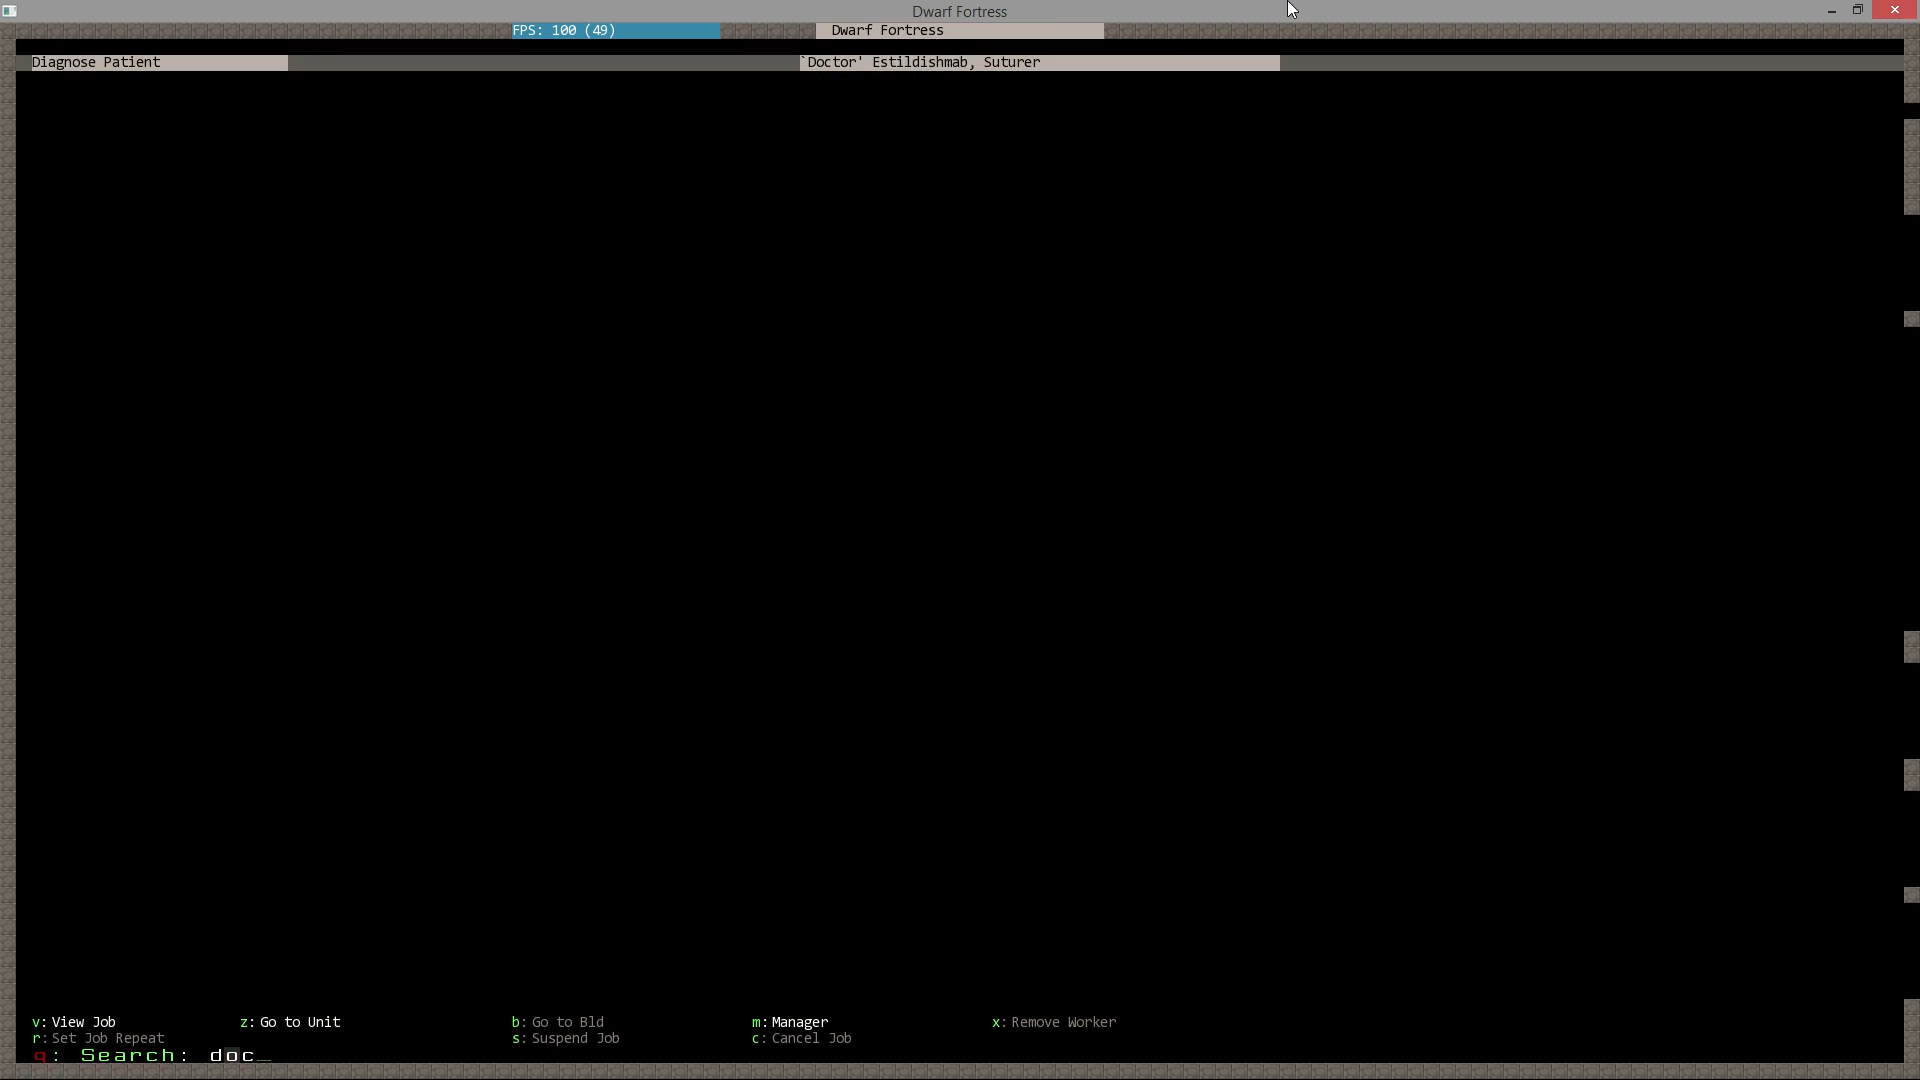 Dwarf Fortress
FPS: 100 (49) Dwarf Fortress
Diagnose Patient `Doctor' Estildishmab, Suturer
v: View Job z: Go to Unit b: Go to Bld m: Manager x: Remove Worker
r: Set Job Repeat s: Suspend Job c: Cancel Job
q: Search: doc_